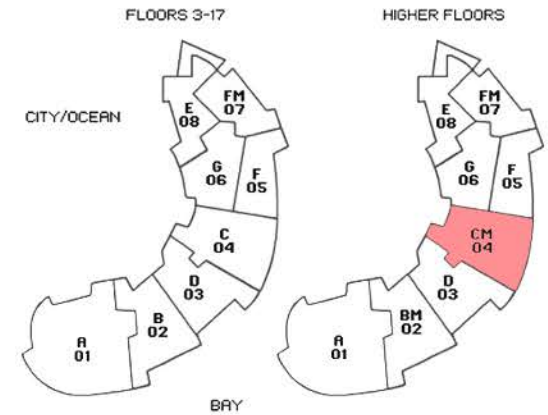 FLOORS 3-17
HIGHER FLOORS
CITY/OCEAN
E
08
FM
07
G
06
F
05
C
04
D
03
B
02
A
01
E
08
FM
07
G
06
F
05
CM
04
D
03
BM
02
A
01
BAY